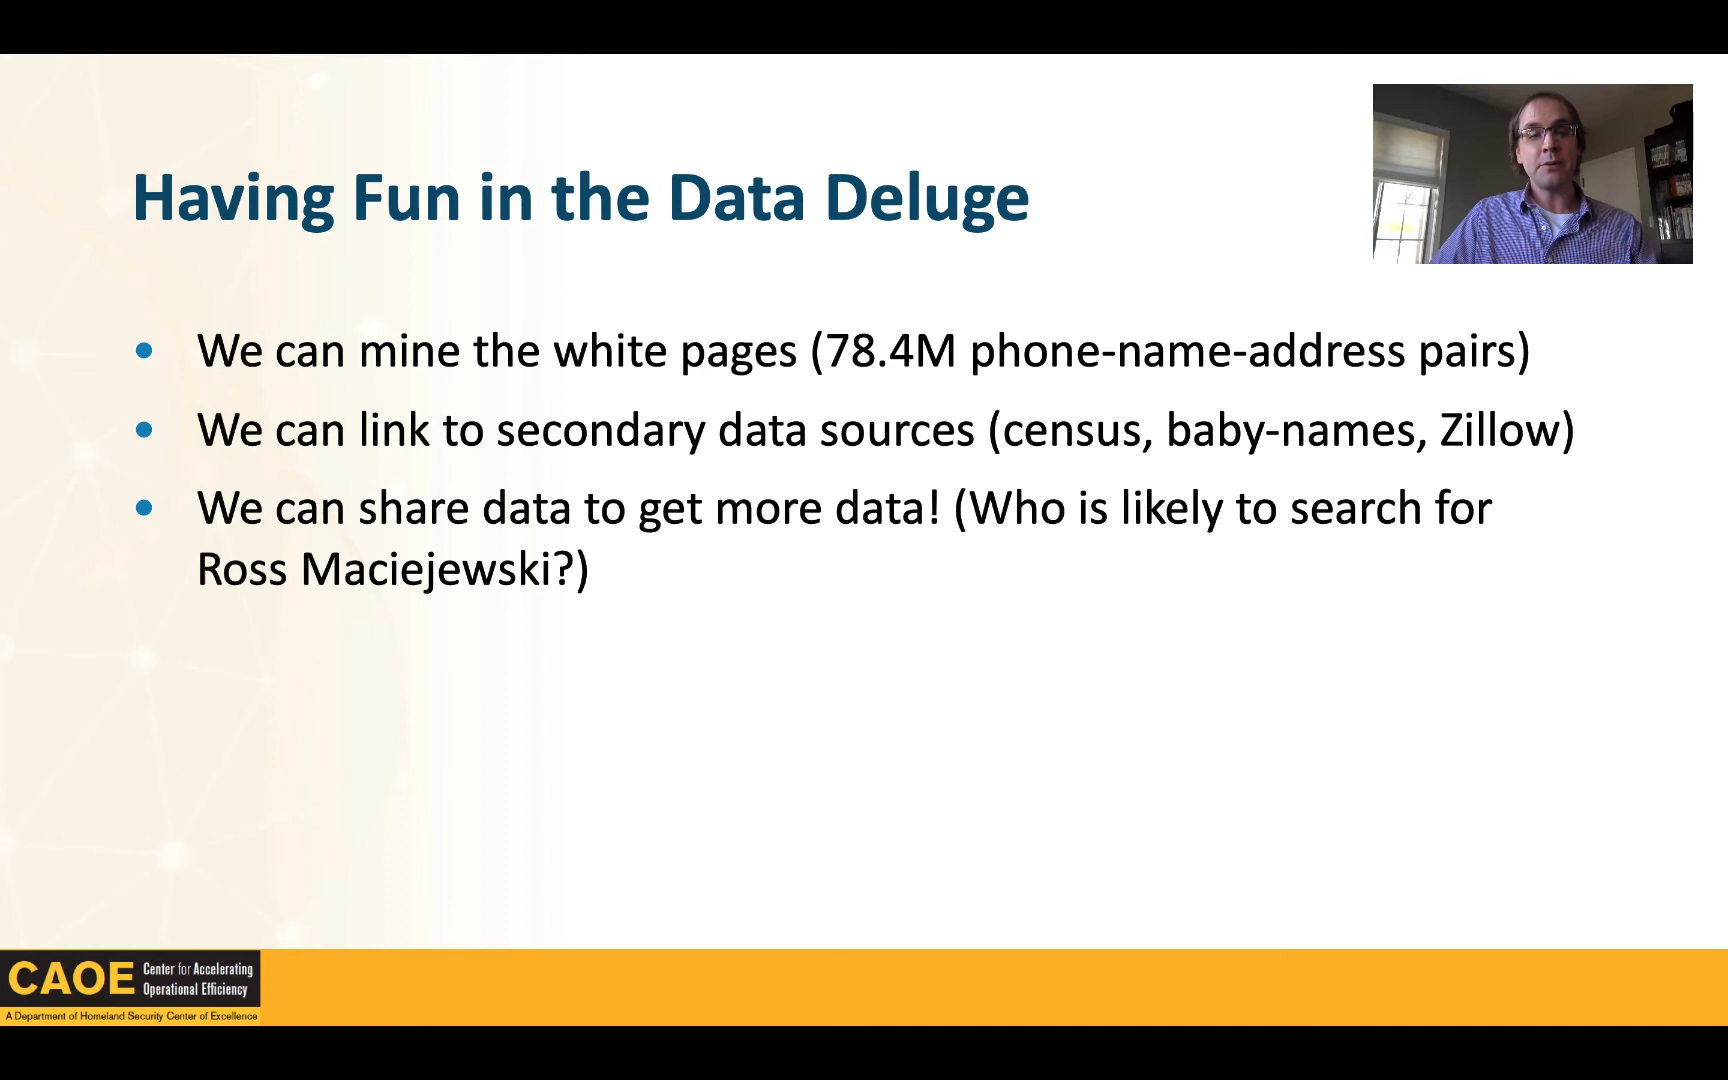 Having Fun in the Data Deluge
• We can mine the white pages (78.4M phone-name-address pairs)
• We can link to secondary data sources (census, baby-names, Zillow)
• We can share data to get more data! (Who is likely to search for
Ross Maciejewski?)
CAOE Center for Accelerating
Operational Efficiency
A Department of Homeland Security Center of Excellence